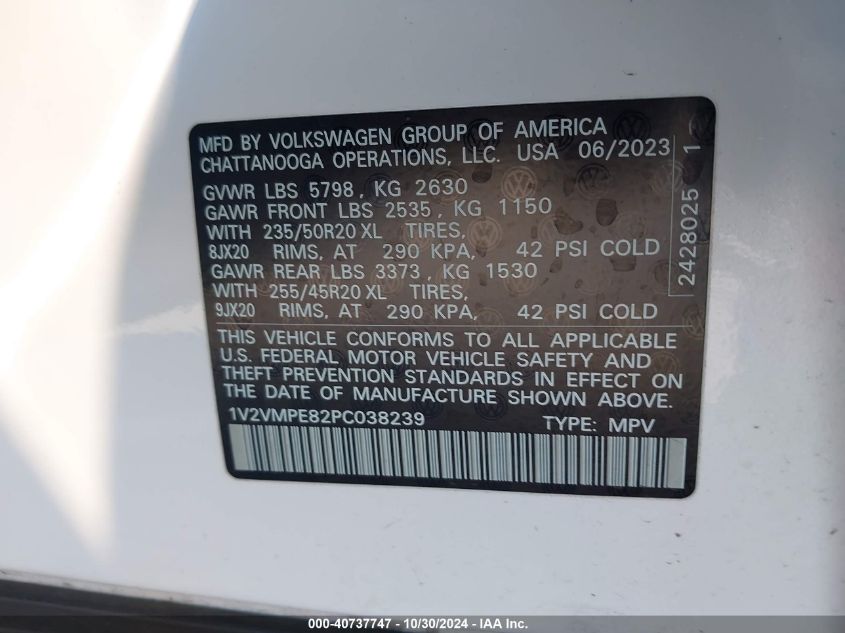 MFD BY VOLKSWAGEN GROUP OF AMERICA
CHATTANOOGA OPERATIONS, LLC. USA 06/2023
GVWR LBS 5798, KG 2630
GAWR FRONT LBS 2535, KG 1150
WITH 235/50R20 XL TIRES,
8JX20 RIMS, AT 290 KPA, 42 PSI COLD
GAWR REAR LBS 3373, KG 1530
WITH 255/45R20 XL TIRES,
9JX20 RIMS, AT 290 KPA, 42 PSI COLD
THIS VEHICLE CONFORMS TO ALL APPLICABLE
U.S. FEDERAL MOTOR VEHICLE SAFETY AND
THEFT PREVENTION STANDARDS IN EFFECT ON
THE DATE OF MANUFACTURE SHOWN ABOVE.
1V2VMPE82PC038239 TYPE: MPV
2428025 1
000-40737747 - 10/30/2024 - IAA Inc.